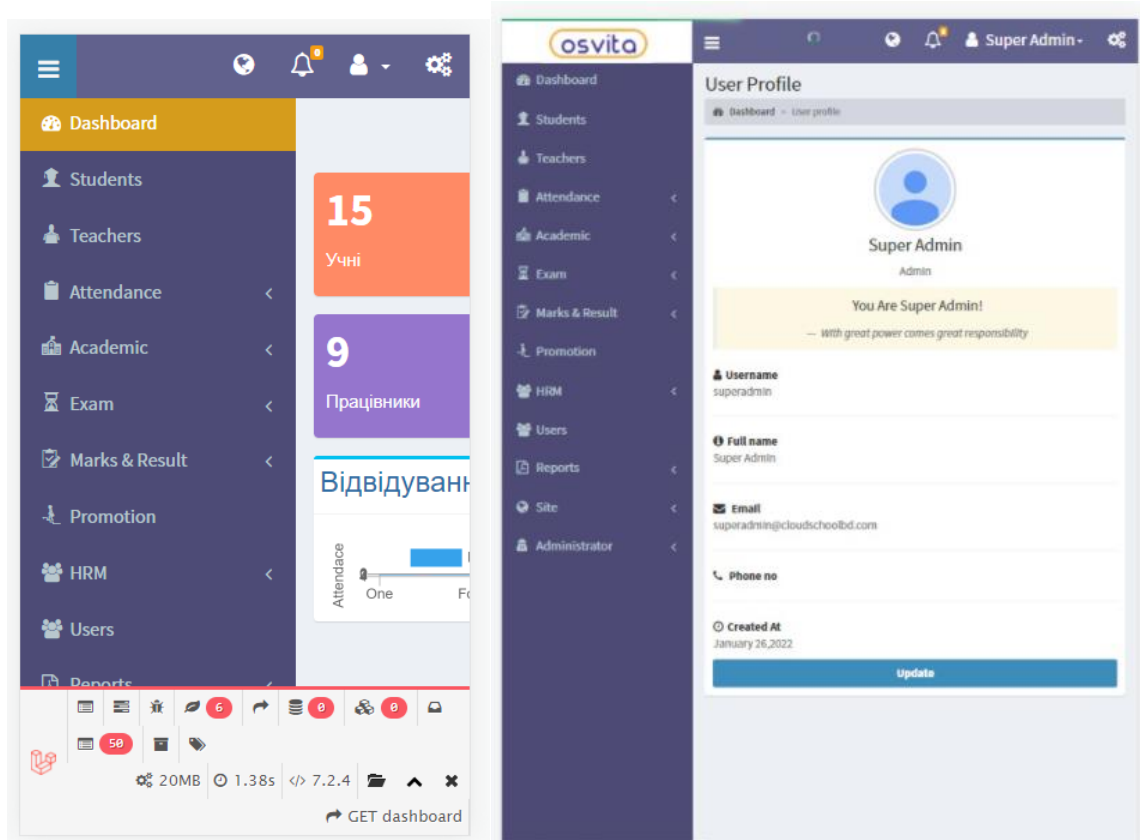 0
Dashboard
Students
Teachers
Attendance
Academic
Exam
Marks & Result
Promotion
HRM
Users
Reports
15
Учні
9
Працівники
Відвідуванн
Attendace
One
Fo
6
0
0
50
20MB
1.38s
7.2.4
GET dashboard
osvita
Super Admin
Dashboard
Students
Teachers
Attendance
Academic
Exam
Marks & Result
Promotion
HRM
Users
Reports
Site
Administrator
User Profile
Dashboard
User profile
Super Admin
Admin
You Are Super Admin!
— With great power comes great responsibility
Username
superadmin
Full name
Super Admin
Email
superadmin@cloudschoolbd.com
Phone no
Created At
January 26,2022
Update